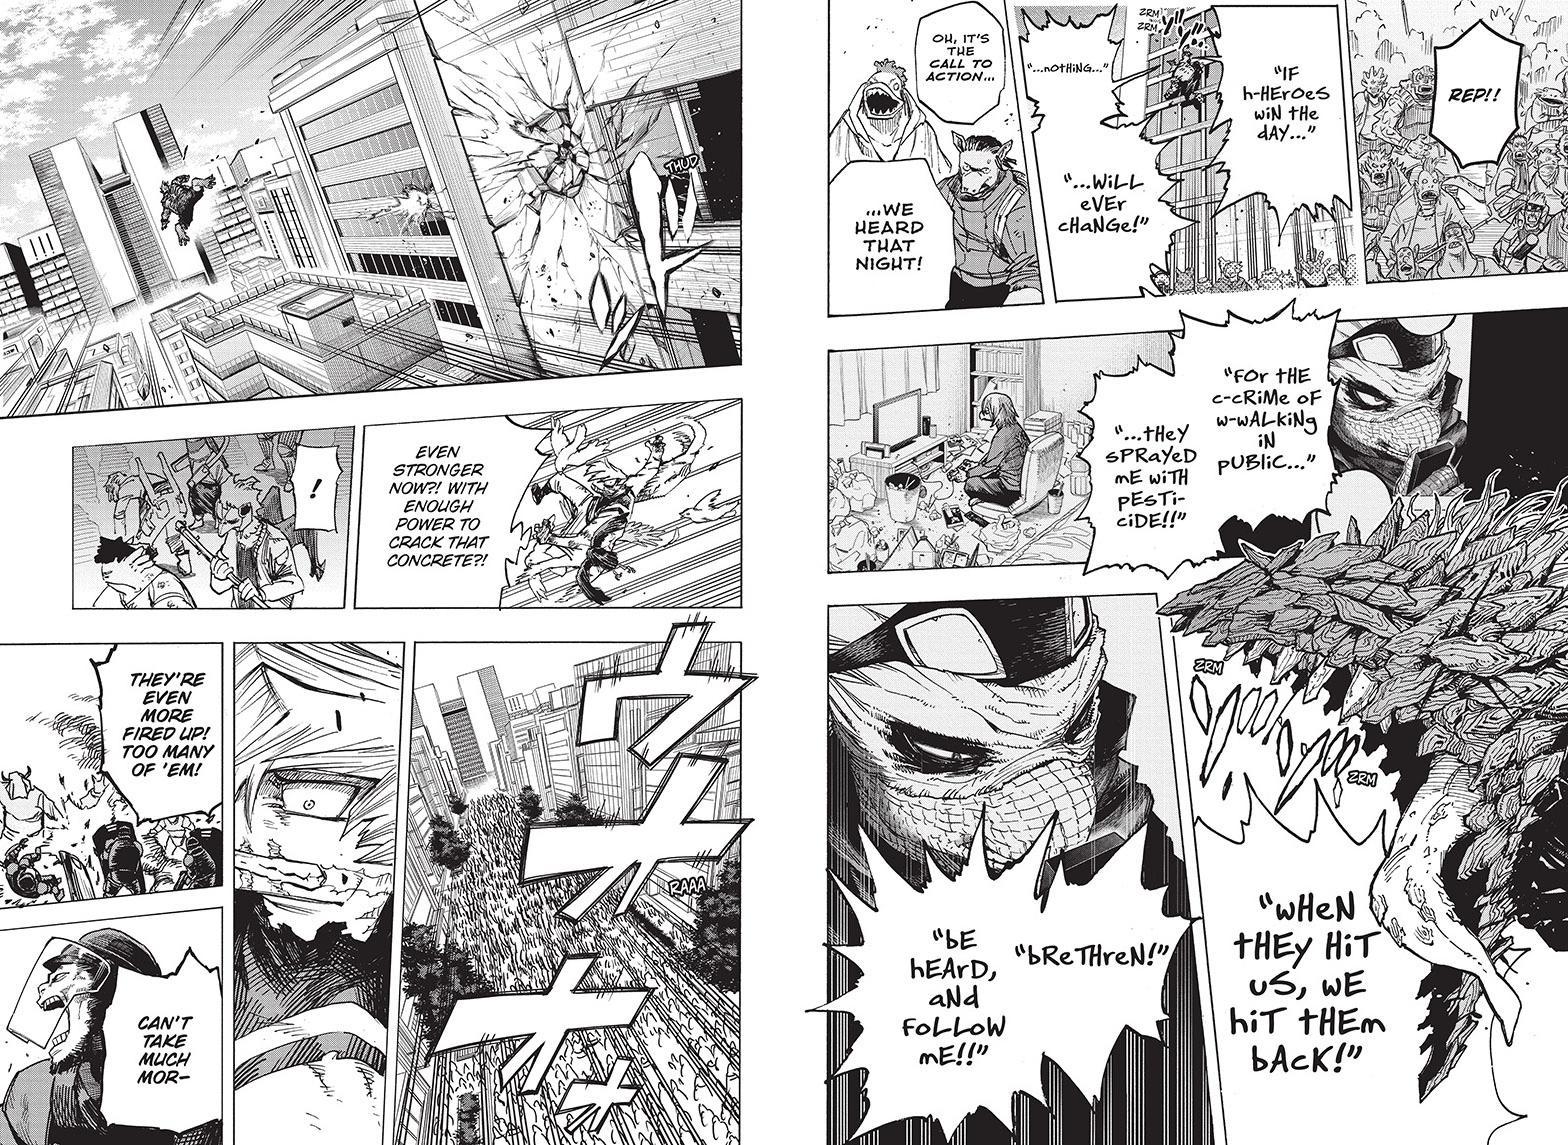 REP!!
"IF
H-HEROES
WIN THE
DAY..."
ZRM
ZRM
"...NOTHING..."
"...WILL
EVER
CHANGE!"
OH, IT'S
THE
CALL TO
ACTION...
...WE
HEARD
THAT
NIGHT!
"FOR THE
C-CRIME OF
W-WALKING
IN
PUBLIC..."
"...THEY
SPRAYED
ME WITH
PESTI-
CIDE!!"
ZRM
ZRM
"WHEN
THEY HIT
US, WE
HIT THEM
BACK!"
"BRETHREN!"
"BE
HEARD,
AND
FOLLOW
ME!!"
THUD
EVEN
STRONGER
NOW?! WITH
ENOUGH
POWER TO
CRACK THAT
CONCRETE?!
!
ウオオオ
RAAA
THEY'RE
EVEN
MORE
FIRED UP!
TOO MANY
OF 'EM!
CAN'T
TAKE
MUCH
MOR–